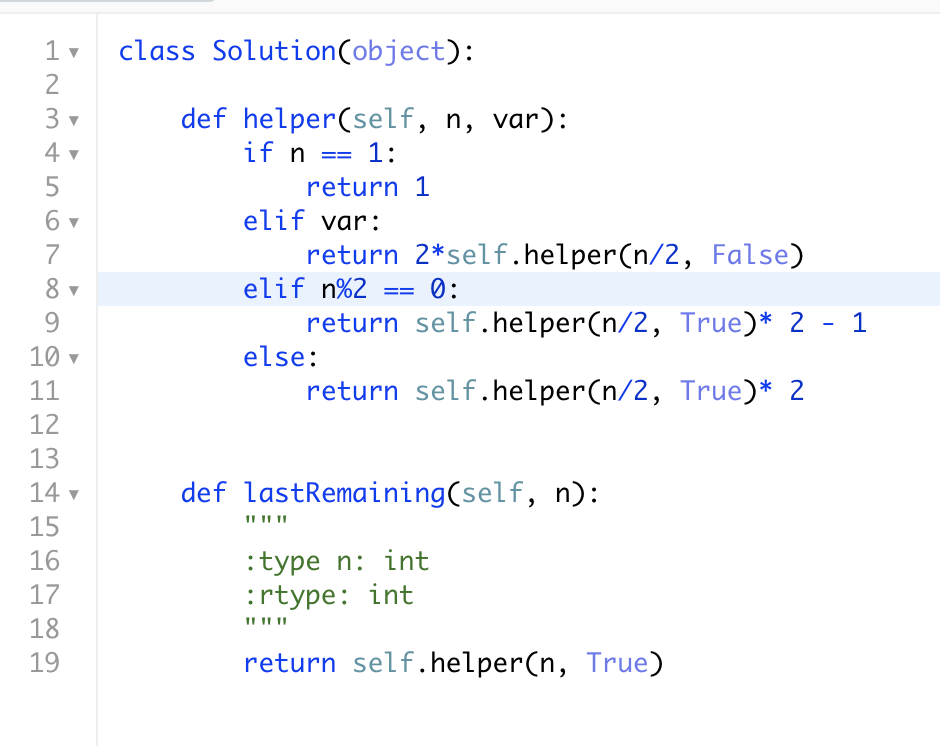 1 class Solution(object):
2
3     def helper(self, n, var):
4         if n == 1:
5             return 1
6         elif var:
7             return 2*self.helper(n/2, False)
8         elif n%2 == 0:
9             return self.helper(n/2, True)* 2 - 1
10         else:
11             return self.helper(n/2, True)* 2
12
13
14     def lastRemaining(self, n):
15         """
16         :type n: int
17         :rtype: int
18         """
19         return self.helper(n, True)